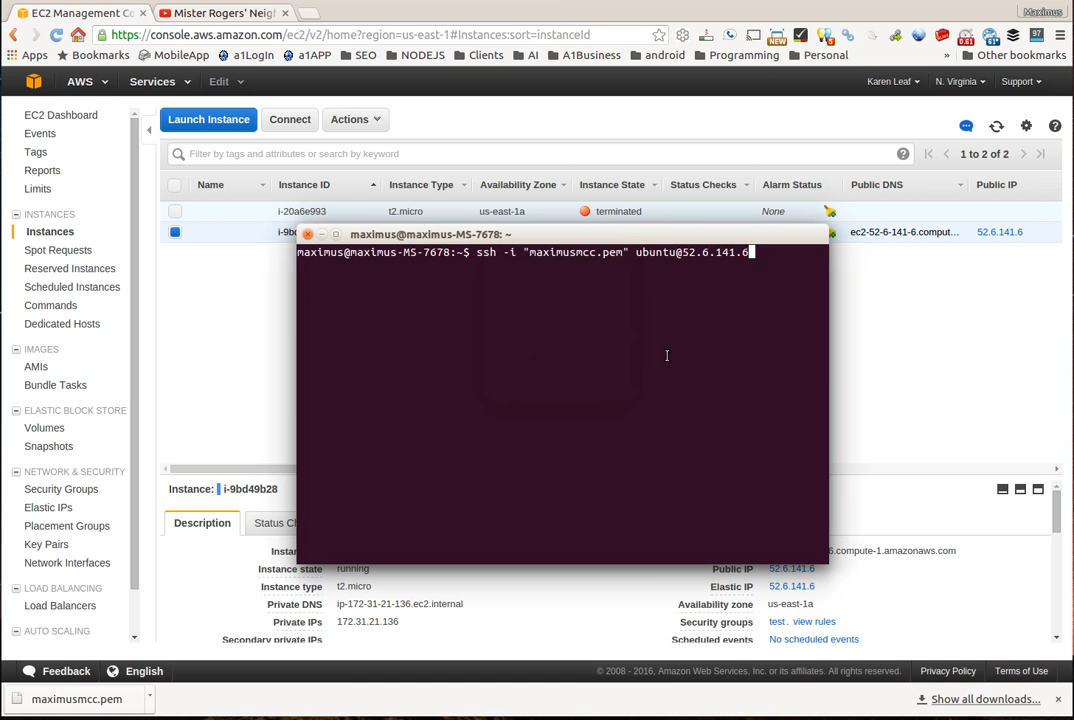 EC2 Management Co
Mister Rogers' Neigh
Maximus
https://console.aws.amazon.com/ec2/v2/home?region=us-east-1#Instances:sort=instanceId
Apps
Bookmarks
MobileApp
a1LogIn
a1APP
SEO
NODEJS
Clients
AI
A1Business
android
Programming
Personal
»
Other bookmarks
AWS
Services
Edit
Karen Leaf
N. Virginia
Support
EC2 Dashboard
Events
Tags
Reports
Limits
INSTANCES
Instances
Spot Requests
Reserved Instances
Scheduled Instances
Commands
Dedicated Hosts
IMAGES
AMIs
Bundle Tasks
ELASTIC BLOCK STORE
Volumes
Snapshots
NETWORK & SECURITY
Security Groups
Elastic IPs
Placement Groups
Key Pairs
Network Interfaces
LOAD BALANCING
Load Balancers
AUTO SCALING
Launch Instance
Connect
Actions
Filter by tags and attributes or search by keyword
1 to 2 of 2
Name Instance ID Instance Type Availability Zone Instance State Status Checks Alarm Status Public DNS Public IP
i-20a6e993 t2.micro us-east-1a terminated None
i-9bd ec2-52-6-141-6.comput... 52.6.141.6
maximus@maximus-MS-7678: ~
maximus@maximus-MS-7678:~$ ssh -i "maximusmcc.pem" ubuntu@52.6.141.6
Instance: i-9bd49b28
Description
Status Ch
Instan
6.compute-1.amazonaws.com
Instance state running
Public IP 52.6.141.6
Instance type t2.micro
Elastic IP 52.6.141.6
Private DNS ip-172-31-21-136.ec2.internal
Availability zone us-east-1a
Private IPs 172.31.21.136
Security groups test. view rules
Secondary private IPs
Scheduled events No scheduled events
Feedback
English
© 2008 - 2016, Amazon Web Services, Inc. or its affiliates. All rights reserved.
Privacy Policy
Terms of Use
maximusmcc.pem
Show all downloads...